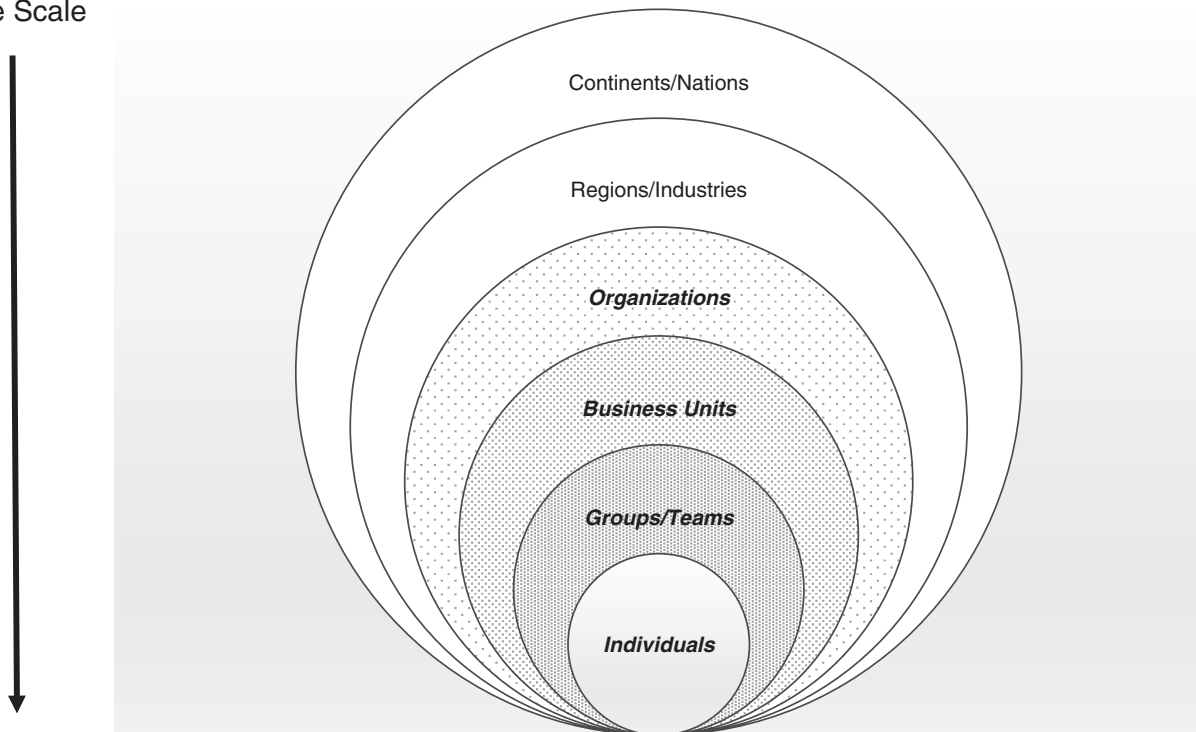 Scale
Continents/Nations
Regions/Industries
Organizations
Business Units
Groups/Teams
Individuals